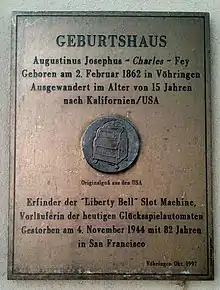 GEBURTSHAUS
Augustinus Josephus - Charles - Fey
Geboren am 2. Februar 1862 in Vöhringen
Ausgewandert im Alter von 15 Jahren
nach Kalifornien/USA
Originalguß aus den USA
Erfinder der "Liberty Bell" Slot Machine,
Vorläuferin der heutigen Glücksspielautomaten
Gestorben am 4. November 1944 mit 82 Jahren
in San Francisco
Vöhringen, Okt. 1997